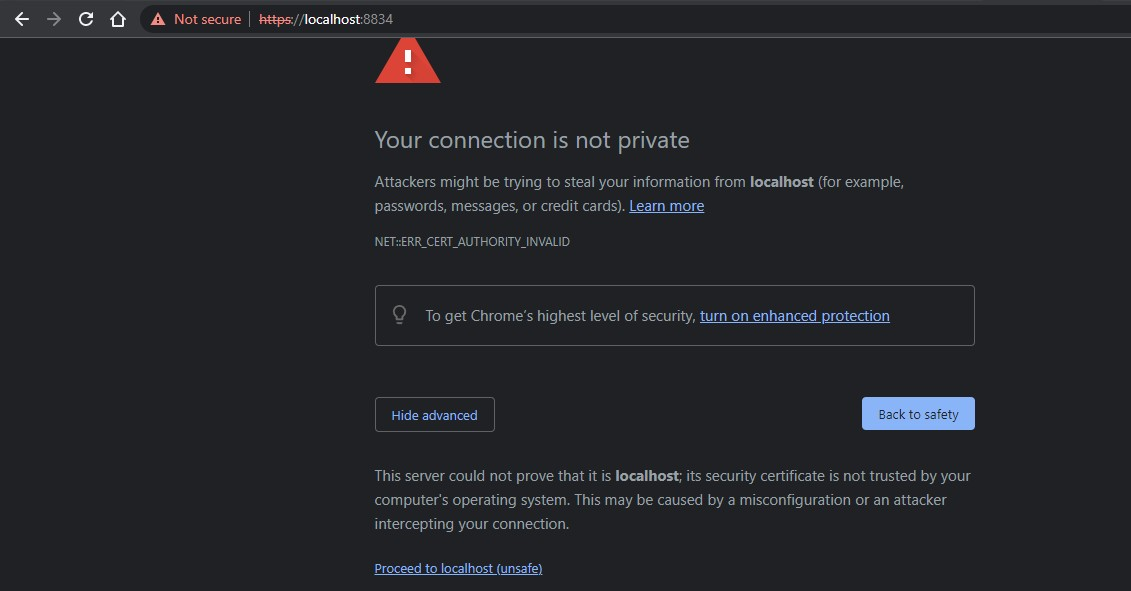 Not secure | https://localhost:8834
Your connection is not private
Attackers might be trying to steal your information from localhost (for example,
passwords, messages, or credit cards). Learn more
NET::ERR_CERT_AUTHORITY_INVALID
To get Chrome's highest level of security, turn on enhanced protection
Hide advanced
Back to safety
This server could not prove that it is localhost; its security certificate is not trusted by your
computer's operating system. This may be caused by a misconfiguration or an attacker
intercepting your connection.
Proceed to localhost (unsafe)